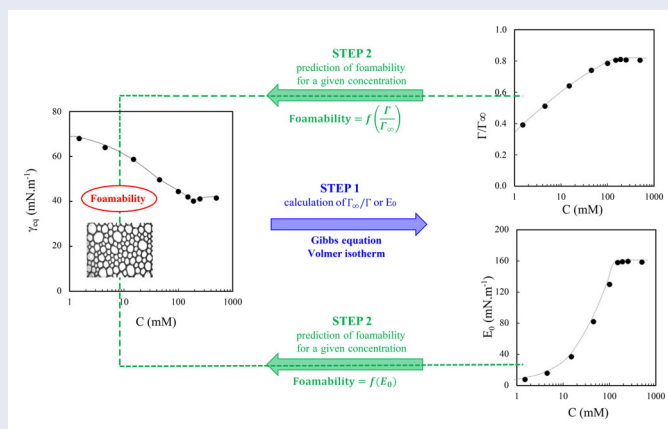 STEP 2
prediction of foamability
for a given concentration
Foamability = f(Γ/Γ∞)
80
60
40
20
0
γeq (mN.m-1)
Foamability
1
10
100
1000
C (mM)
STEP 1
calculation of Γ∞/Γ or E0
Gibbs equation
Volmer isotherm
1.0
0.8
0.6
0.4
0.2
0.0
Γ/Γ∞
1
10
100
1000
C (mM)
160
120
80
40
0
E0 (mN.m-1)
1
10
100
1000
C (mM)
STEP 2
prediction of foamability
for a given concentration
Foamability = f(E0)